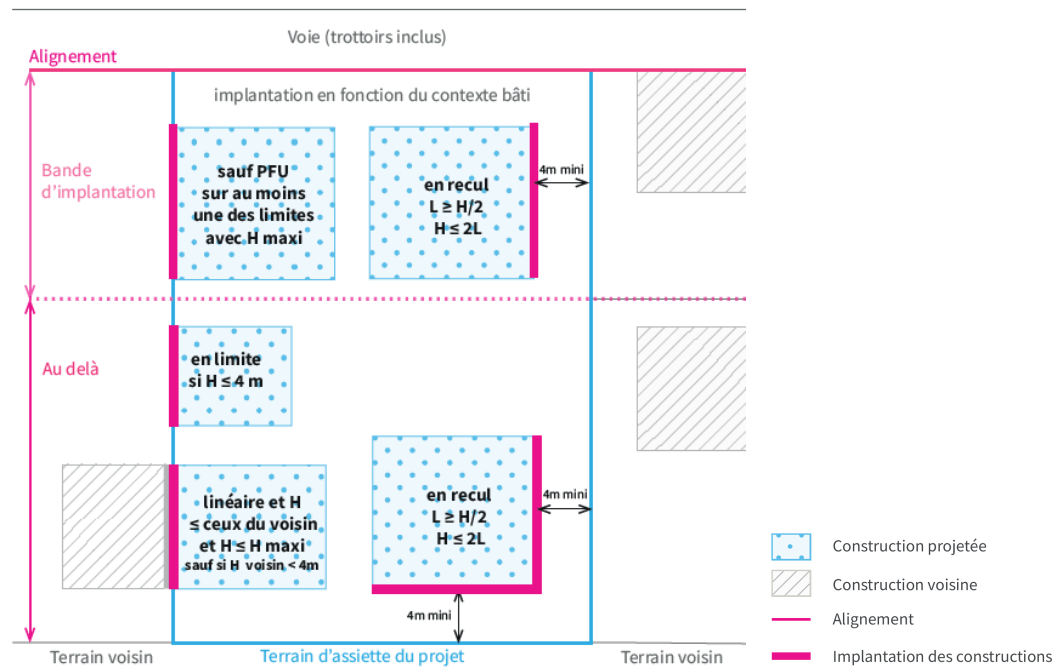 Voie (trottoirs inclus)
Alignement
implantation en fonction du contexte bâti
Bande
d'implantation
sauf PFU
sur au moins
une des limites
avec H maxi
en recul
L ≥ H/2
H ≤ 2L
4m mini
Au delà
en limite
si H ≤ 4 m
linéaire et H
≤ ceux du voisin
et H ≤ H maxi
sauf si H voisin < 4m
en recul
L ≥ H/2
H ≤ 2L
4m mini
4m mini
Terrain voisin
Terrain d'assiette du projet
Terrain voisin
Construction projetée
Construction voisine
Alignement
Implantation des constructions